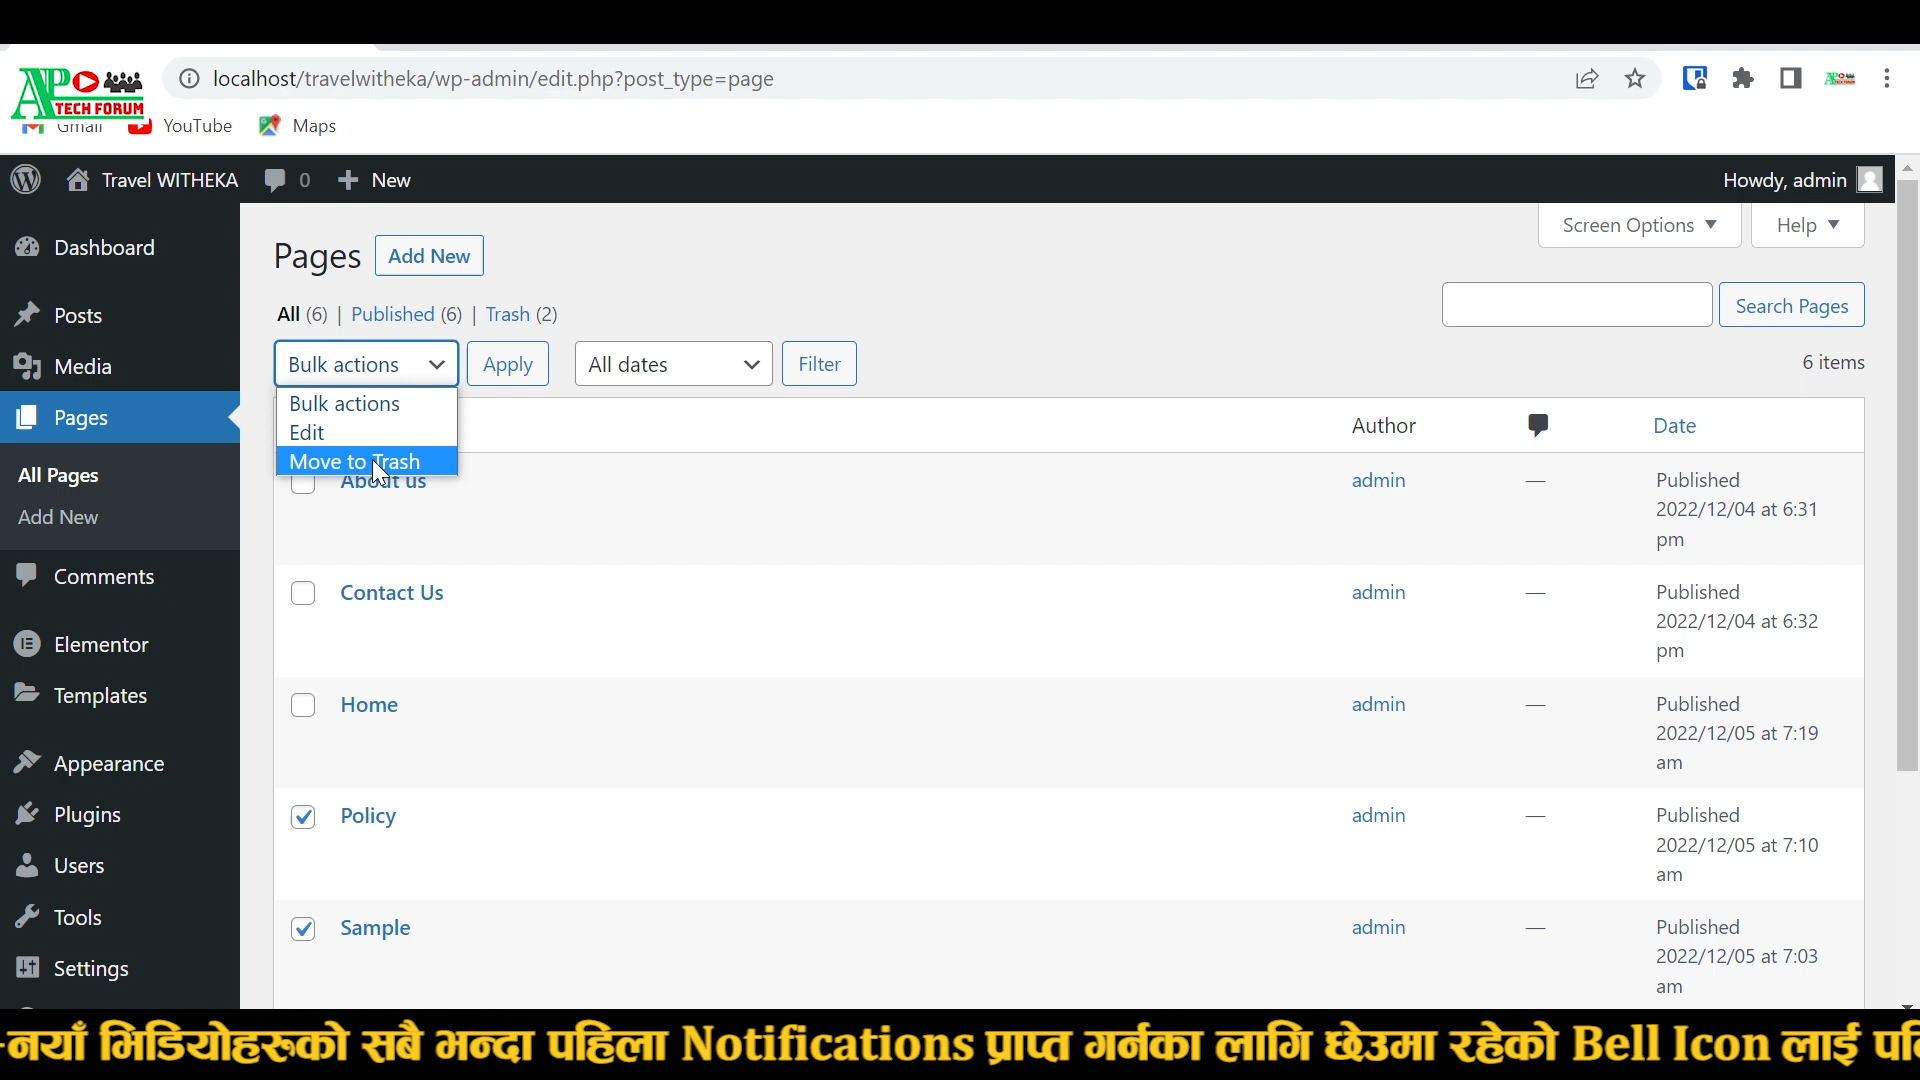 AP TECH FORUM
localhost/travelwitheka/wp-admin/edit.php?post_type=page
Gmail YouTube Maps
Travel WITHEKA 0 New Howdy, admin
Screen Options Help
Dashboard
Posts
Media
Pages
All Pages
Add New
Comments
Elementor
Templates
Appearance
Plugins
Users
Tools
Settings
Pages Add New
All (6) | Published (6) | Trash (2)
Search Pages
Bulk actions Apply All dates Filter 6 items
Bulk actions
Edit
Move to Trash
Author Date
About us admin — Published
2022/12/04 at 6:31
pm
Contact Us admin — Published
2022/12/04 at 6:32
pm
Home admin — Published
2022/12/05 at 7:19
am
Policy admin — Published
2022/12/05 at 7:10
am
Sample admin — Published
2022/12/05 at 7:03
am
-नयाँ भिडियोहरुको सबै भन्दा पहिला Notifications प्राप्त गर्नका लागि छेउमा रहेको Bell Icon लाई